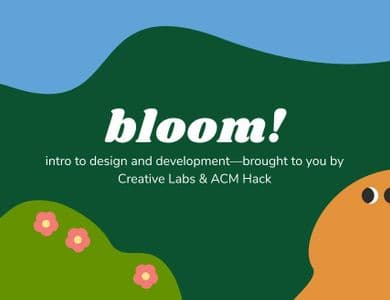 bloom!
intro to design and development—brought to you by
Creative Labs & ACM Hack